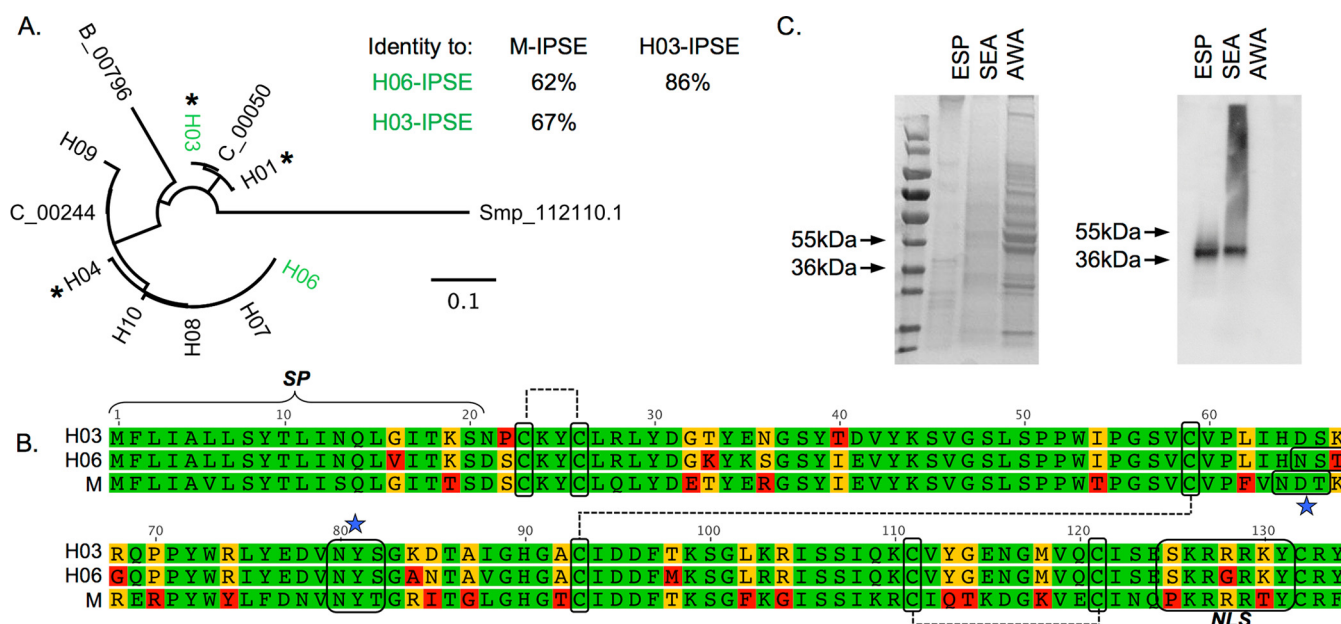 A.
B_00796
H03
*
C_00050
H01 *
H09
C_00244
Smp_112110.1
* H04
H06
H10
H08
H07
0.1
Identity to: M-IPSE H03-IPSE
H06-IPSE 62% 86%
H03-IPSE 67%
C.
ESP SEA AWA
55kDa
36kDa
ESP SEA AWA
55kDa
36kDa
B.
SP
1 10 20 30 40 50 60
H03 MFLIALLSYTLINQLGITKSNPCKYCLRLYDGTYENGSYTDVYKSVGSLSPPWIPGSVCVPLIHDSK
H06 MFLIALLSYTLINQLVITKSDSCKYCLRLYDGKYKSGSYIEVYKSVGSLSPPWIPGSVCVPLIHNST
M MFLIAVLSYTLISQLGITTSDSCKYCLQLYDETYERGSYIEVYKSVGSLSPPWTPGSVCVPFVNDTK
70 80 90 100 110 120 130
H03 RQPPYWRLYEDVNYSGKDTAIGHGACIDDFTKSGLKRISSIQKCVYGENGMVQCISESKRRRKYCRY
H06 GQPPYWRIYEDVNYSGANTAVGHGACIDDFMKSGLRRISSIQKCVYGENGMVQCISESKRGRKYCRY
M RERPYWYLFDNVNYTGRITGLGHGTCIDDFTKSGFKGISSIKRCIQTKDGKVECINQPKRRRTYCRF
NLS